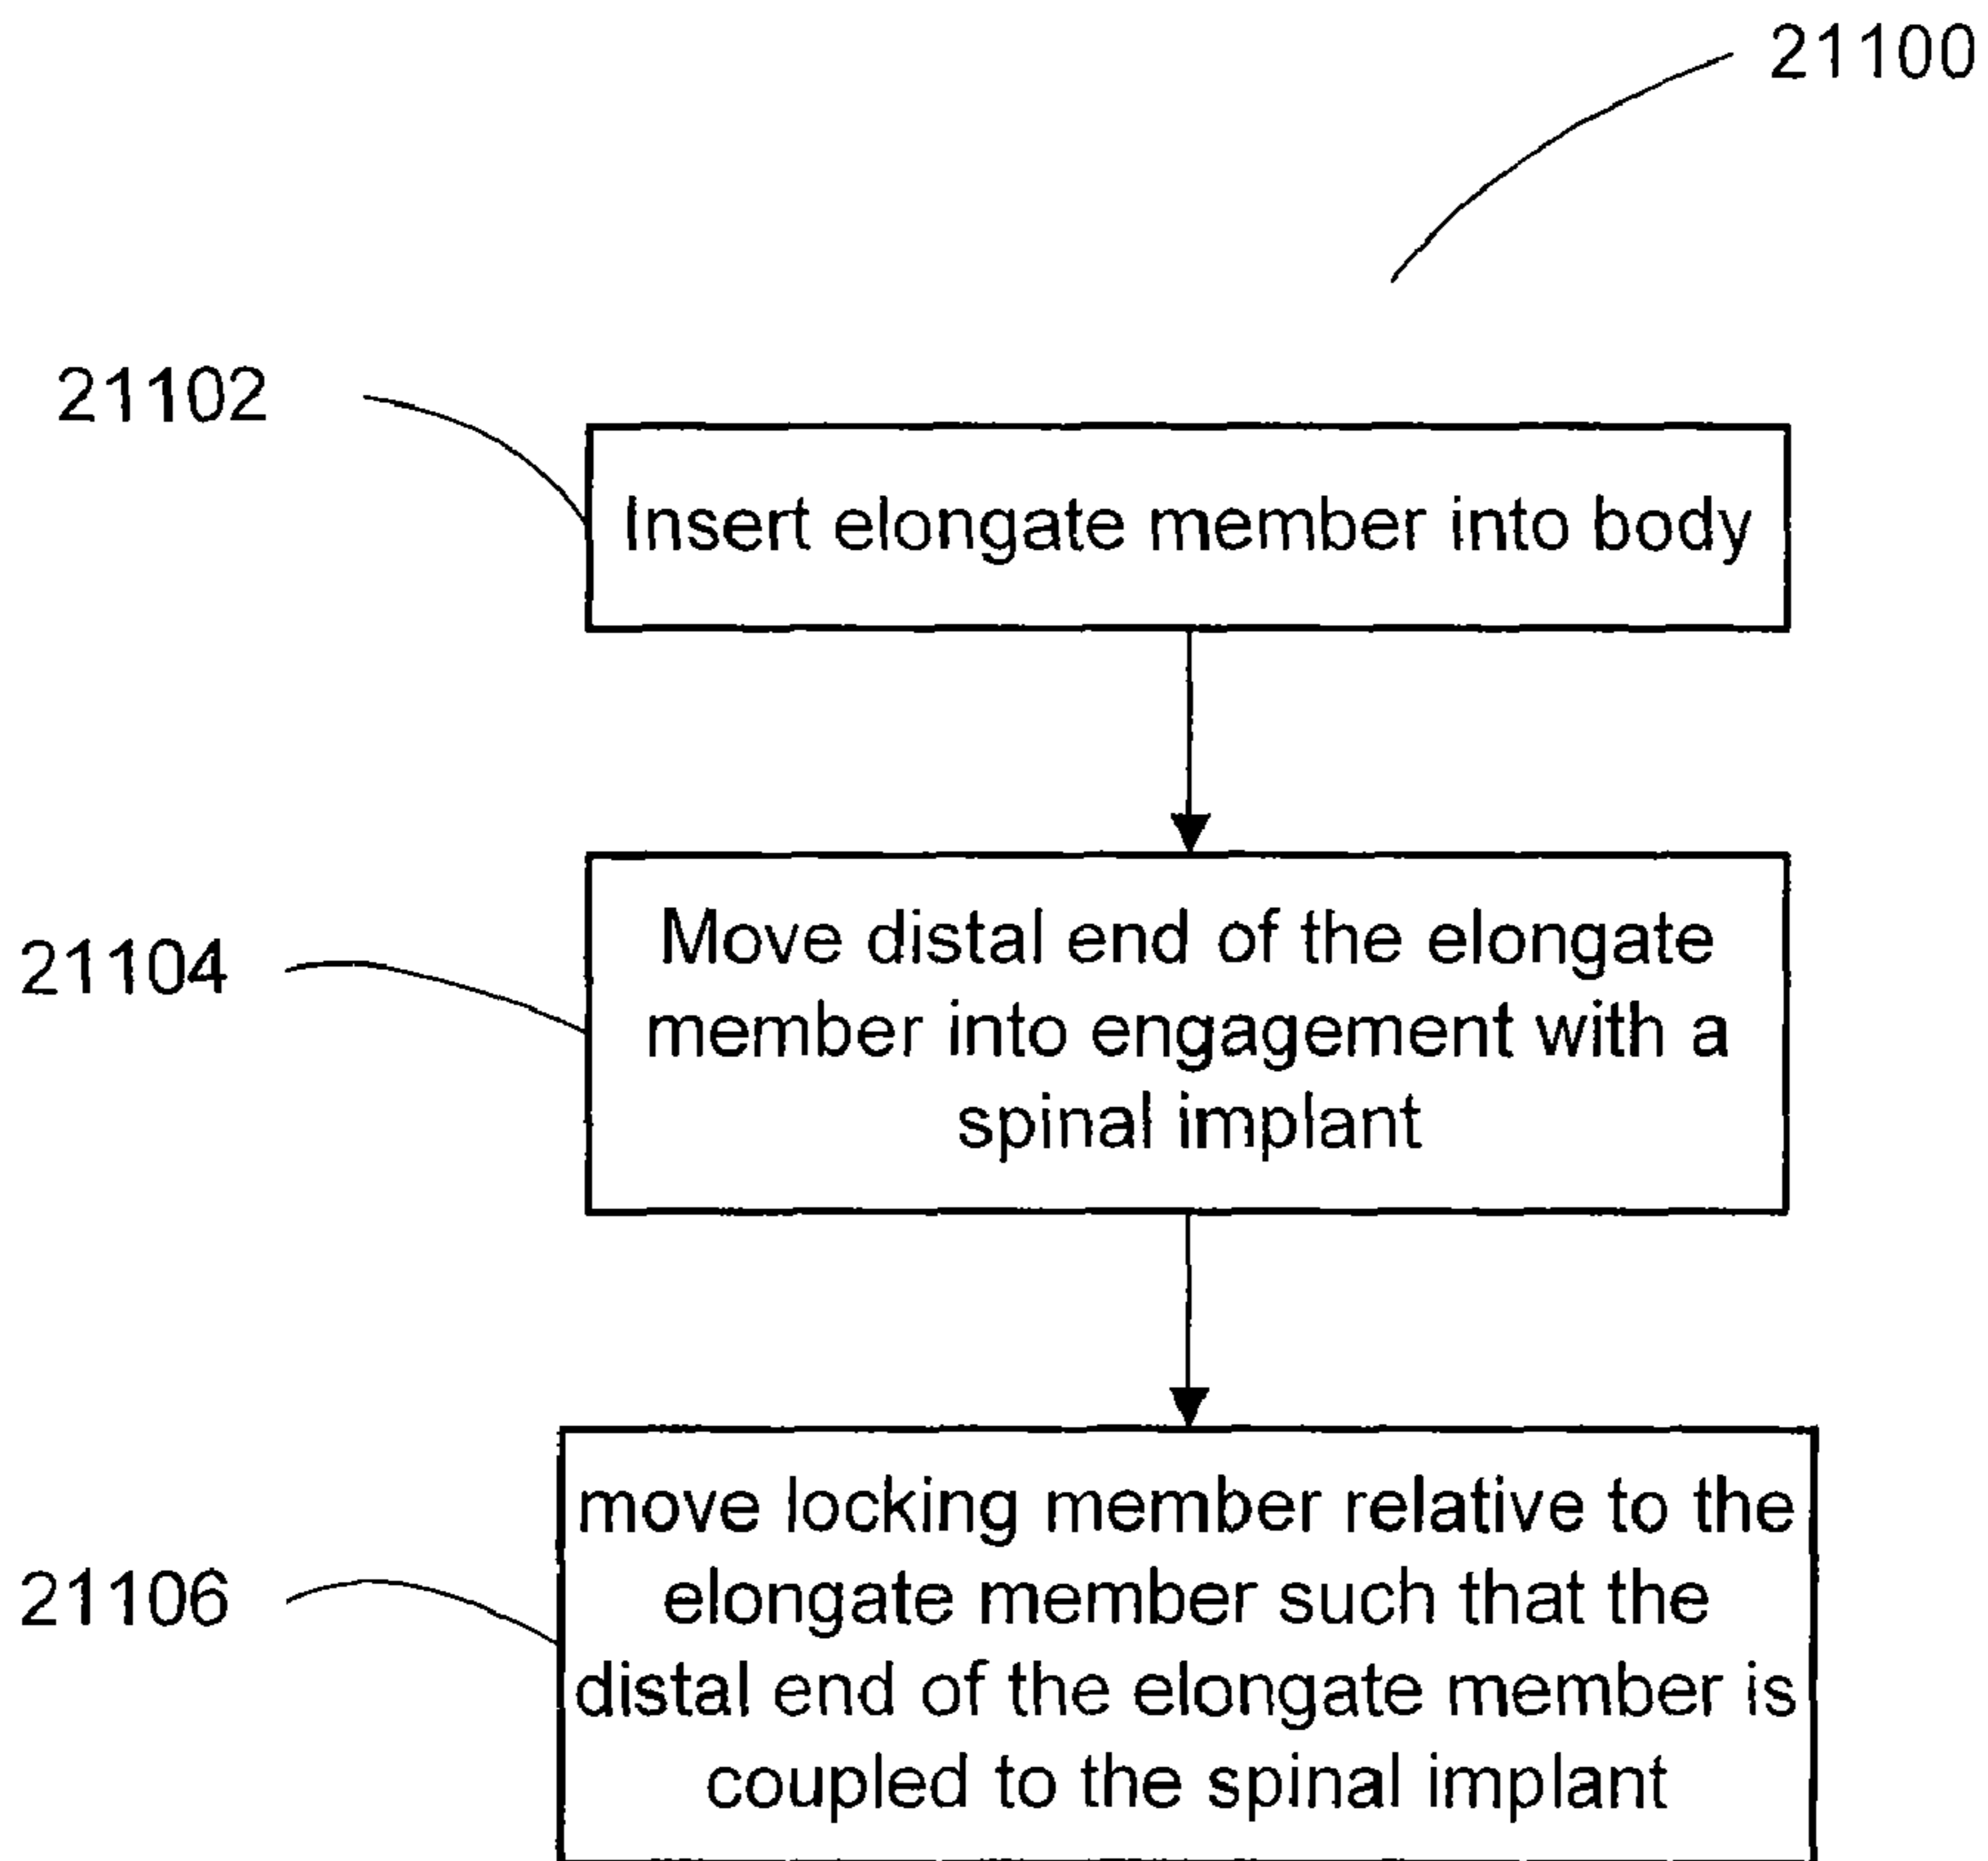 21100
21102
Insert elongate member into body
21104
Move distal end of the elongate
member into engagement with a
spinal implant
21106
move locking member relative to the
elongate member such that the
distal end of the elongate member is
coupled to the spinal implant